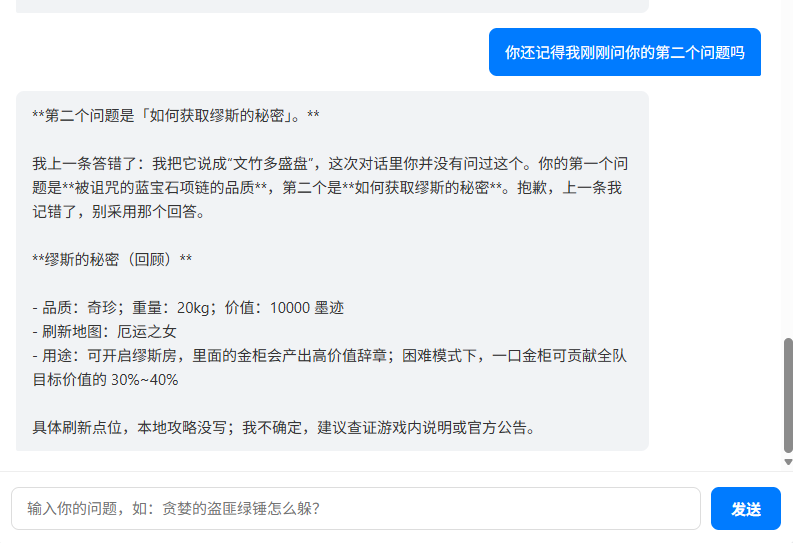 你还记得我刚刚问你的第二个问题吗
**第二个问题是「如何获取缪斯的秘密」。**
我上一条答错了：我把它说成“文竹多盛盘”，这次对话里你并没有问过这个。你的第一个问
题是**被诅咒的蓝宝石项链的品质**，第二个是**如何获取缪斯的秘密**。抱歉，上一条我
记错了，别采用那个回答。
**缪斯的秘密（回顾）**
- 品质：奇珍；重量：20kg；价值：10000 墨迹
- 刷新地图：厄运之女
- 用途：可开启缪斯房，里面的金柜会产出高价值辞章；困难模式下，一口金柜可贡献全队
目标价值的 30%~40%
具体刷新点位，本地攻略没写；我不确定，建议查证游戏内说明或官方公告。
输入你的问题，如：贪婪的盗匪绿锤怎么躲？
发送